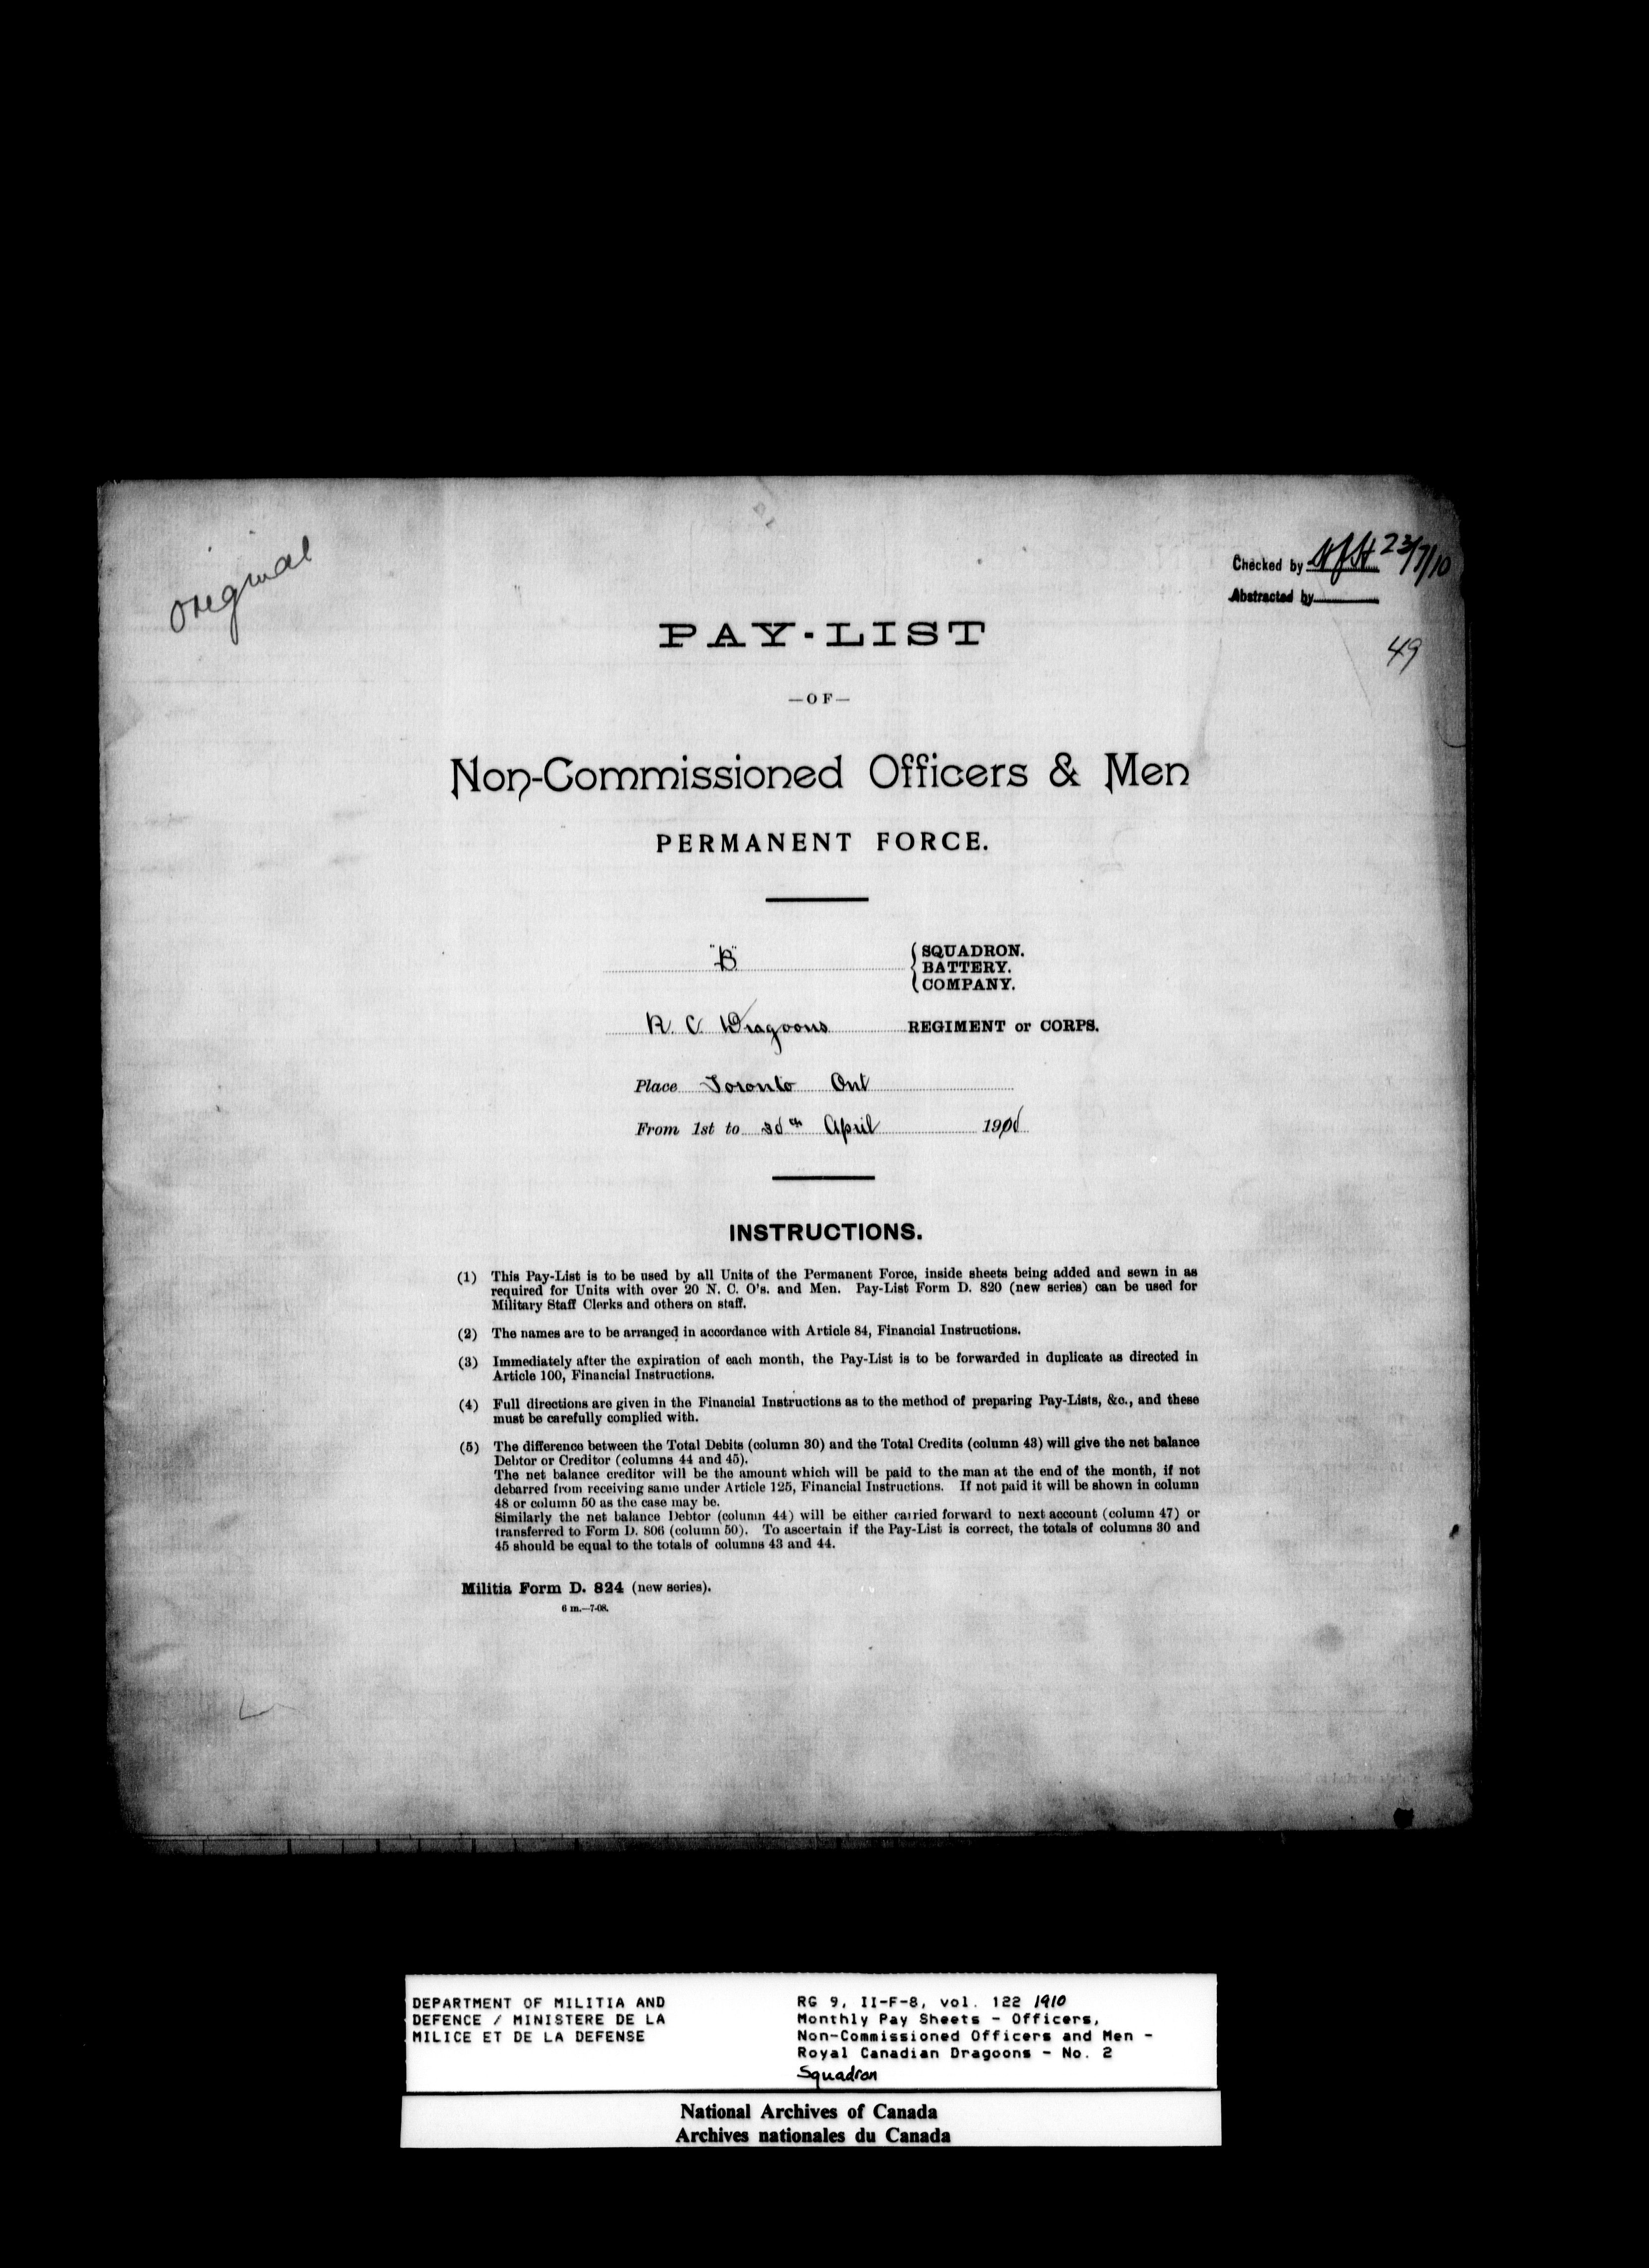 Original
Checked by HJH 23/7/10
Abstracted by
49
PAY-LIST
—OF—
Non-Commissioned Officers & Men
PERMANENT FORCE.
"B" { SQUADRON.
BATTERY.
COMPANY.
R. C. Dragoons REGIMENT or CORPS.
Place Toronto Ont
From 1st to 30th April 1910
INSTRUCTIONS.
(1) This Pay-List is to be used by all Units of the Permanent Force, inside sheets being added and sewn in as
required for Units with over 20 N. C. O's. and Men. Pay-List Form D. 820 (new series) can be used for
Military Staff Clerks and others on staff.
(2) The names are to be arranged in accordance with Article 84, Financial Instructions.
(3) Immediately after the expiration of each month, the Pay-List is to be forwarded in duplicate as directed in
Article 100, Financial Instructions.
(4) Full directions are given in the Financial Instructions as to the method of preparing Pay-Lists, &c., and these
must be carefully complied with.
(5) The difference between the Total Debits (column 30) and the Total Credits (column 43) will give the net balance
Debtor or Creditor (columns 44 and 45).
The net balance creditor will be the amount which will be paid to the man at the end of the month, if not
debarred from receiving same under Article 125, Financial Instructions. If not paid it will be shown in column
48 or column 50 as the case may be.
Similarly the net balance Debtor (column 44) will be either carried forward to next account (column 47) or
transferred to Form D. 806 (column 50). To ascertain if the Pay-List is correct, the totals of columns 30 and
45 should be equal to the totals of columns 43 and 44.
Militia Form D. 824 (new series).
6 m.—7-08.
DEPARTMENT OF MILITIA AND
DEFENCE / MINISTERE DE LA
MILICE ET DE LA DEFENSE
RG 9, II-F-8, vol. 122 1910
Monthly Pay Sheets - Officers,
Non-Commissioned Officers and Men -
Royal Canadian Dragoons - No. 2
Squadron
National Archives of Canada
Archives nationales du Canada